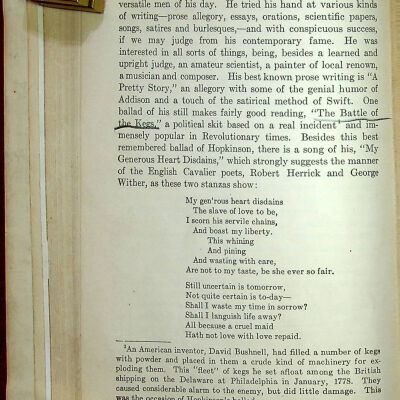 versatile men of his day. He tried his hand at various kinds
of writing—prose allegory, essays, orations, scientific papers,
songs, satires and burlesques,—and with conspicuous success,
if we may judge from his contemporary fame. He was
interested in all sorts of things, being, besides a learned and
upright judge, an amateur scientist, a painter of local renown,
a musician and composer. His best known prose writing is "A
Pretty Story," an allegory with some of the genial humor of
Addison and a touch of the satirical method of Swift. One
ballad of his still makes fairly good reading, "The Battle of
the Kegs," a political skit based on a real incident¹ and im-
mensely popular in Revolutionary times. Besides this best
remembered ballad of Hopkinson, there is a song of his, "My
Generous Heart Disdains," which strongly suggests the manner
of the English Cavalier poets, Robert Herrick and George
Wither, as these two stanzas show:
My gen'rous heart disdains
The slave of love to be,
I scorn his servile chains,
And boast my liberty.
This whining
And pining
And wasting with care,
Are not to my taste, be she ever so fair.
Still uncertain is tomorrow,
Not quite certain is to-day—
Shall I waste my time in sorrow?
Shall I languish life away?
All because a cruel maid
Hath not love with love repaid.
¹An American inventor, David Bushnell, had filled a number of kegs
with powder and placed in them a crude kind of machinery for ex-
ploding them. This "fleet" of kegs he set afloat among the British
shipping on the Delaware at Philadelphia in January, 1778. They
caused considerable alarm to the enemy, but did little damage. This
was the occasion of Hopkinson's ballad.